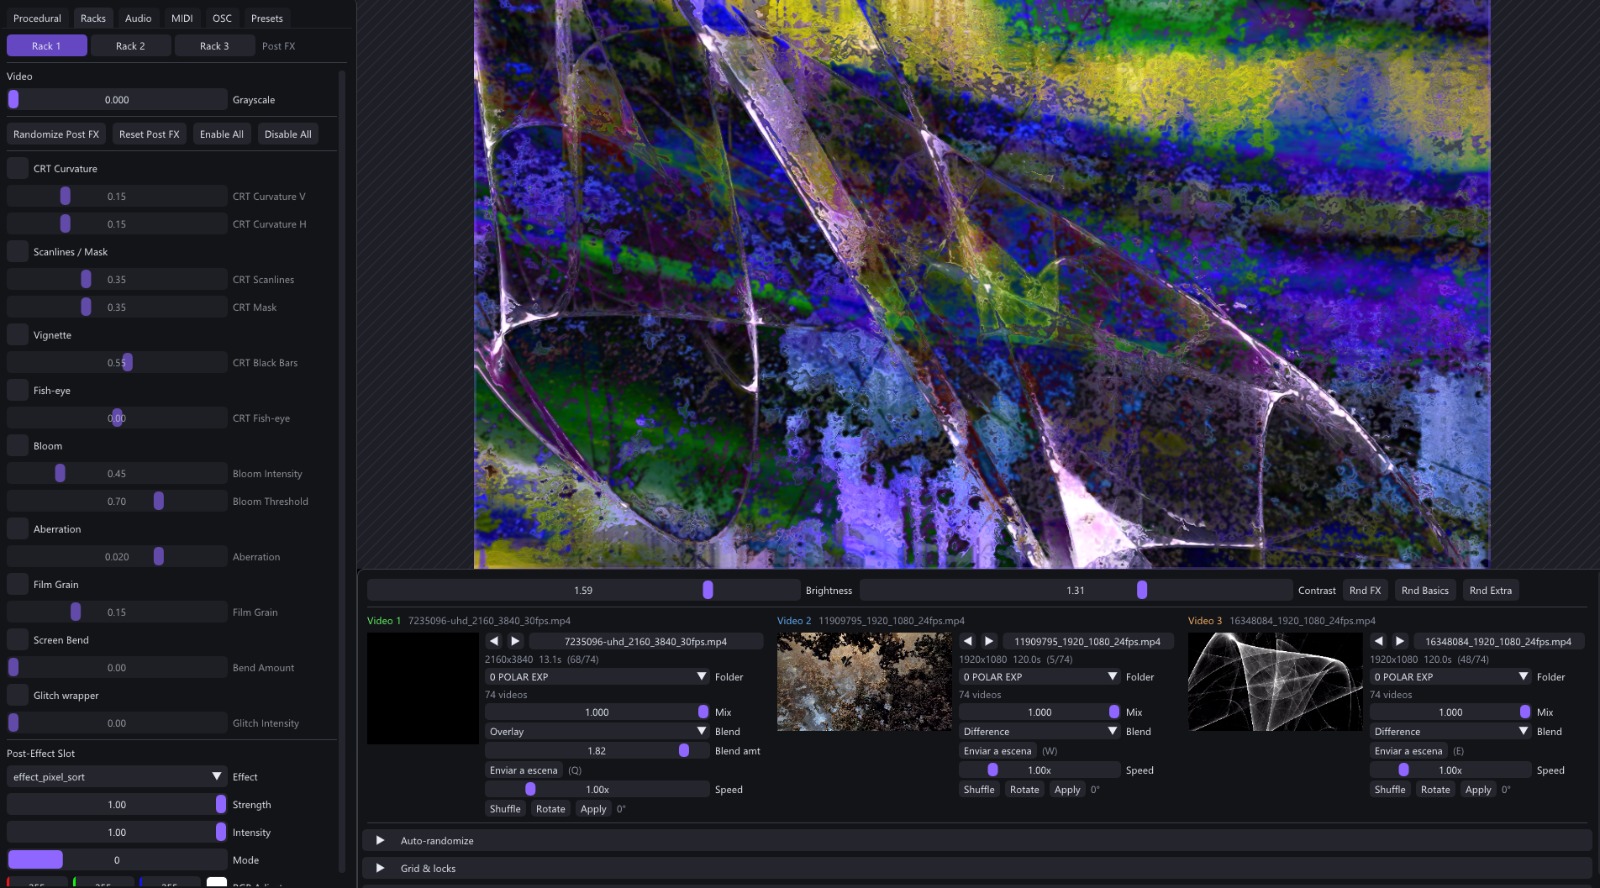 Procedural Racks Audio MIDI OSC Presets
Rack 1 Rack 2 Rack 3 Post FX
Video
0.000 Grayscale
Randomize Post FX Reset Post FX Enable All Disable All
CRT Curvature
0.15 CRT Curvature V
0.15 CRT Curvature H
Scanlines / Mask
0.35 CRT Scanlines
0.35 CRT Mask
Vignette
0.55 CRT Black Bars
Fish-eye
0.00 CRT Fish-eye
Bloom
0.45 Bloom Intensity
0.70 Bloom Threshold
Aberration
0.020 Aberration
Film Grain
0.15 Film Grain
Screen Bend
0.00 Bend Amount
Glitch wrapper
0.00 Glitch Intensity
Post-Effect Slot
effect_pixel_sort Effect
1.00 Strength
1.00 Intensity
0 Mode
1.59 Brightness 1.31 Contrast Rnd FX Rnd Basics Rnd Extra
Video 1 7235096-uhd_2160_3840_30fps.mp4
7235096-uhd_2160_3840_30fps.mp4
2160x3840 13.1s (68/74)
0 POLAR EXP Folder
74 videos
1.000 Mix
Overlay Blend
1.82 Blend amt
Enviar a escena (Q)
1.00x Speed
Shuffle Rotate Apply 0°
Video 2 11909795_1920_1080_24fps.mp4
11909795_1920_1080_24fps.mp4
1920x1080 120.0s (5/74)
0 POLAR EXP Folder
74 videos
1.000 Mix
Difference Blend
Enviar a escena (W)
1.00x Speed
Shuffle Rotate Apply 0°
Video 3 16348084_1920_1080_24fps.mp4
16348084_1920_1080_24fps.mp4
1920x1080 120.0s (48/74)
0 POLAR EXP Folder
74 videos
1.000 Mix
Difference Blend
Enviar a escena (E)
1.00x Speed
Shuffle Rotate Apply 0°
Auto-randomize
Grid & locks